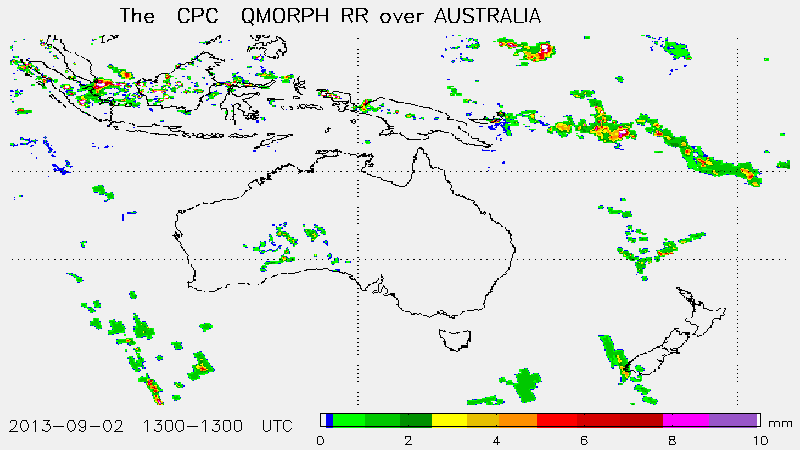 The CPC QMORPH RR over AUSTRALIA
2013-09-02 1300-1300 UTC
0 2 4 6 8 10 mm